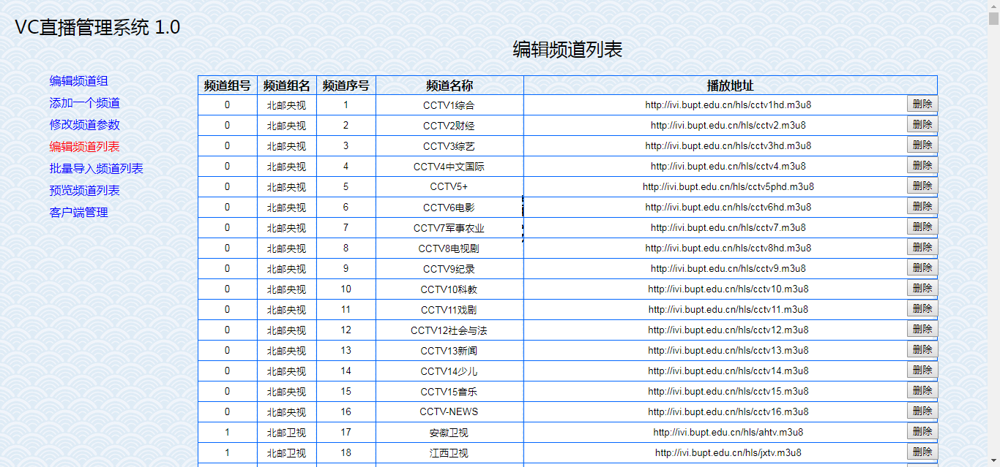 VC直播管理系统 1.0
编辑频道列表
编辑频道组
添加一个频道
修改频道参数
编辑频道列表
批量导入频道列表
预览频道列表
客户端管理
频道组号 频道组名 频道序号 频道名称 播放地址
0 北邮央视 1 CCTV1综合 http://ivi.bupt.edu.cn/hls/cctv1hd.m3u8 删除
0 北邮央视 2 CCTV2财经 http://ivi.bupt.edu.cn/hls/cctv2.m3u8 删除
0 北邮央视 3 CCTV3综艺 http://ivi.bupt.edu.cn/hls/cctv3hd.m3u8 删除
0 北邮央视 4 CCTV4中文国际 http://ivi.bupt.edu.cn/hls/cctv4.m3u8 删除
0 北邮央视 5 CCTV5+ http://ivi.bupt.edu.cn/hls/cctv5phd.m3u8 删除
0 北邮央视 6 CCTV6电影 http://ivi.bupt.edu.cn/hls/cctv6hd.m3u8 删除
0 北邮央视 7 CCTV7军事农业 http://ivi.bupt.edu.cn/hls/cctv7.m3u8 删除
0 北邮央视 8 CCTV8电视剧 http://ivi.bupt.edu.cn/hls/cctv8hd.m3u8 删除
0 北邮央视 9 CCTV9纪录 http://ivi.bupt.edu.cn/hls/cctv9.m3u8 删除
0 北邮央视 10 CCTV10科教 http://ivi.bupt.edu.cn/hls/cctv10.m3u8 删除
0 北邮央视 11 CCTV11戏剧 http://ivi.bupt.edu.cn/hls/cctv11.m3u8 删除
0 北邮央视 12 CCTV12社会与法 http://ivi.bupt.edu.cn/hls/cctv12.m3u8 删除
0 北邮央视 13 CCTV13新闻 http://ivi.bupt.edu.cn/hls/cctv13.m3u8 删除
0 北邮央视 14 CCTV14少儿 http://ivi.bupt.edu.cn/hls/cctv14.m3u8 删除
0 北邮央视 15 CCTV15音乐 http://ivi.bupt.edu.cn/hls/cctv15.m3u8 删除
0 北邮央视 16 CCTV-NEWS http://ivi.bupt.edu.cn/hls/cctv16.m3u8 删除
1 北邮卫视 17 安徽卫视 http://ivi.bupt.edu.cn/hls/ahtv.m3u8 删除
1 北邮卫视 18 江西卫视 http://ivi.bupt.edu.cn/hls/jxtv.m3u8 删除